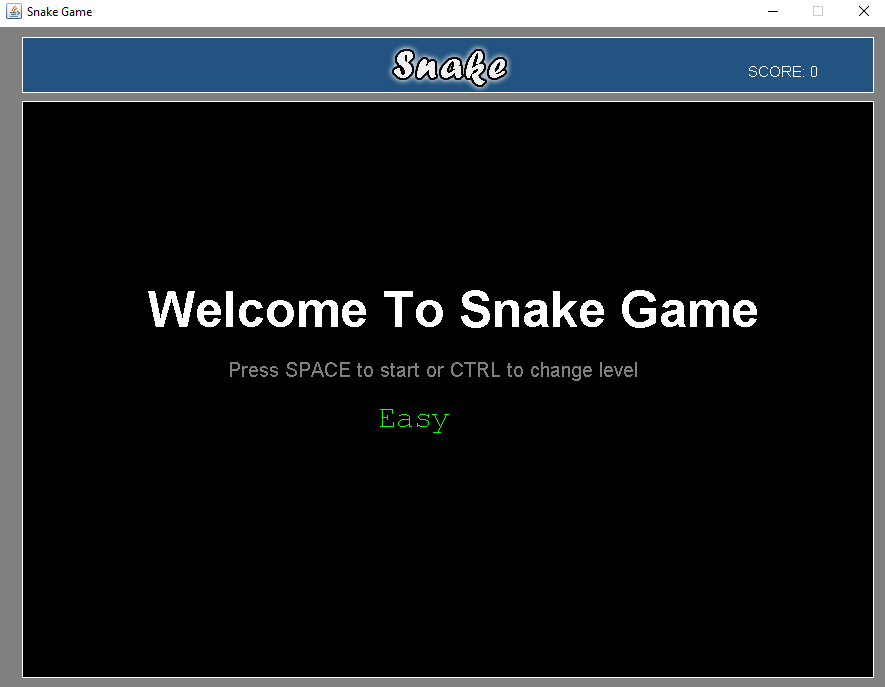 Snake Game
Snake
SCORE: 0
Welcome To Snake Game
Press SPACE to start or CTRL to change level
Easy